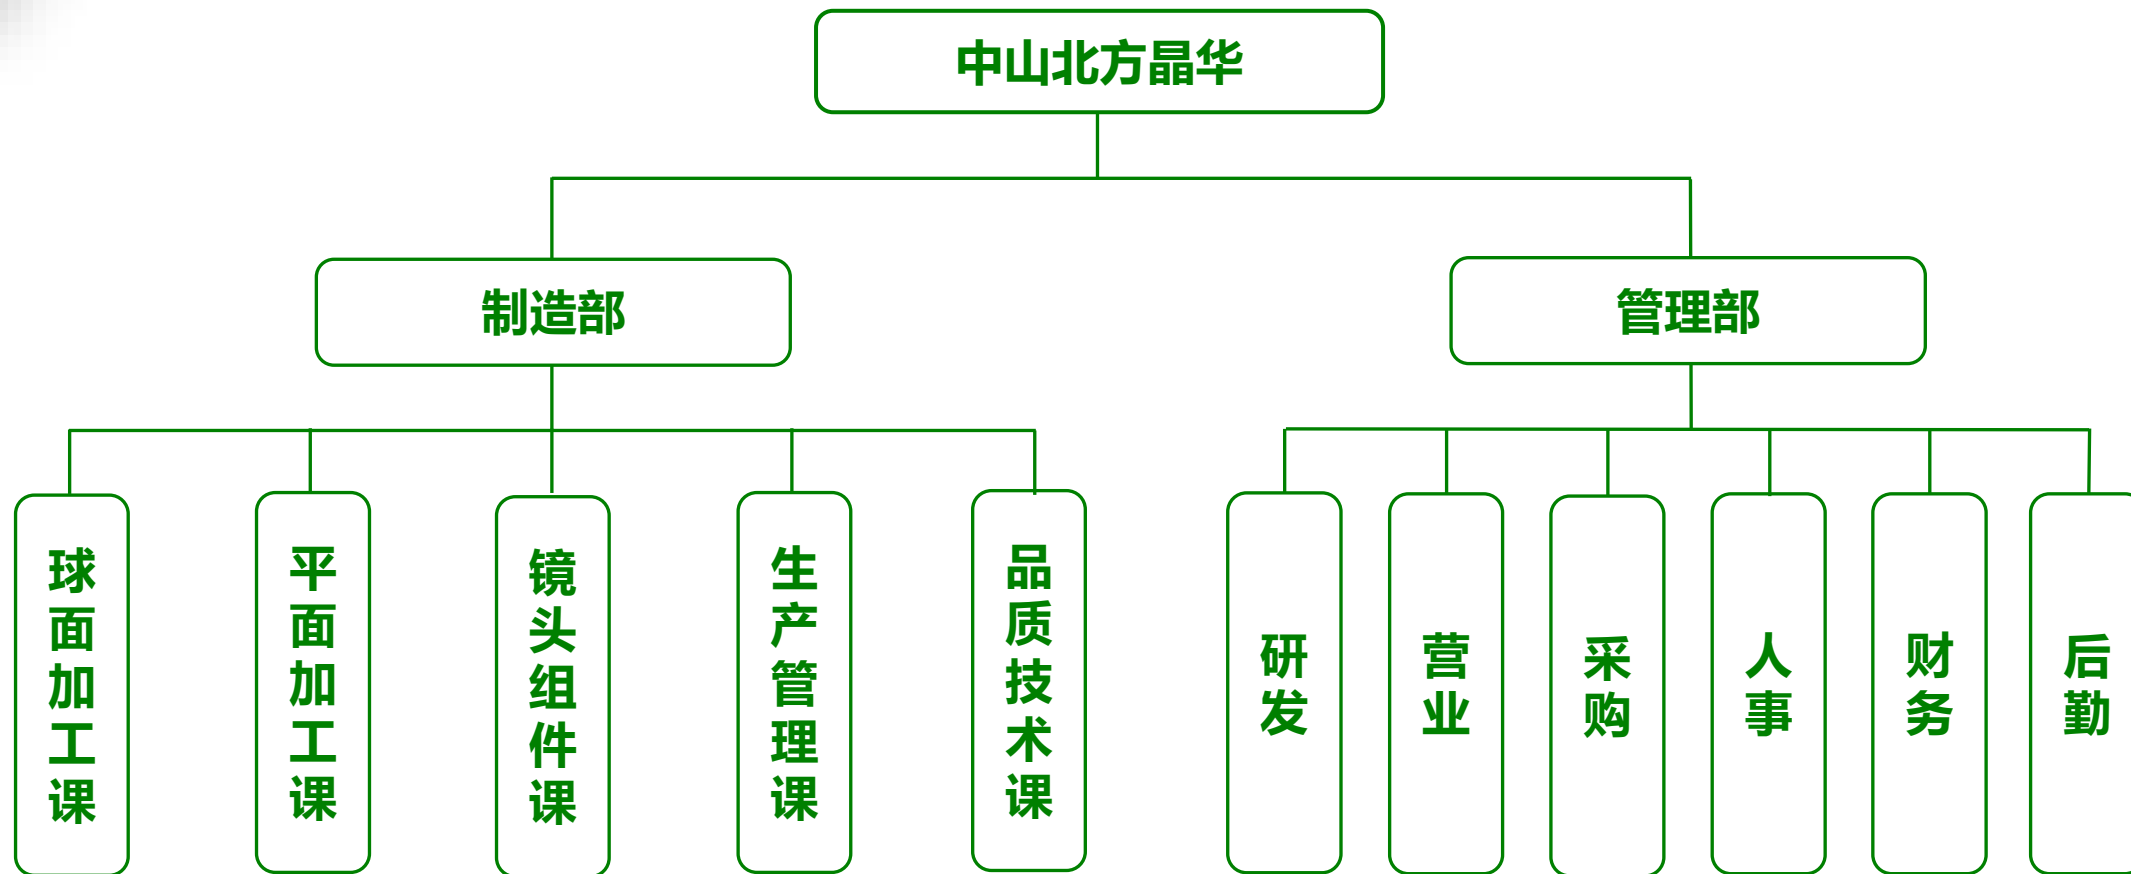 中山北方晶华
制造部
管理部
球面加工课
平面加工课
镜头组件课
生产管理课
品质技术课
研发
营业
采购
人事
财务
后勤